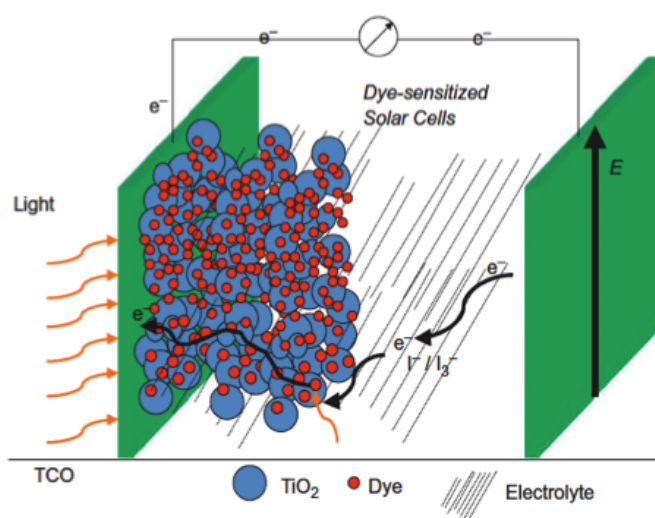 e⁻
e⁻
e⁻
Dye-sensitized
Solar Cells
E
Light
e⁻
e⁻
e⁻
I⁻ / I₃⁻
TCO
TiO₂
Dye
Electrolyte